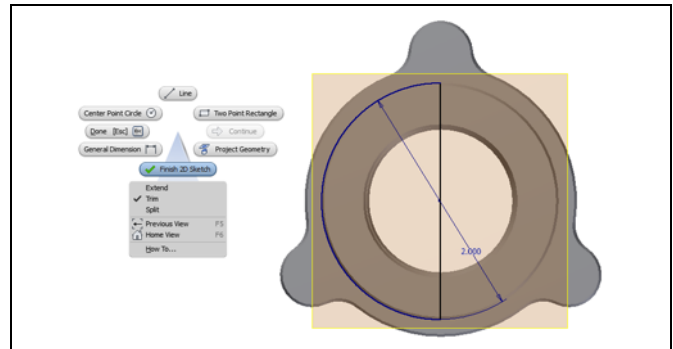 Line
Center Point Circle
Two Point Rectangle
Done [Esc]
Continue
General Dimension
Project Geometry
Finish 2D Sketch
Extend
Trim
Split
Previous View F5
Home View F6
How To...
2.000